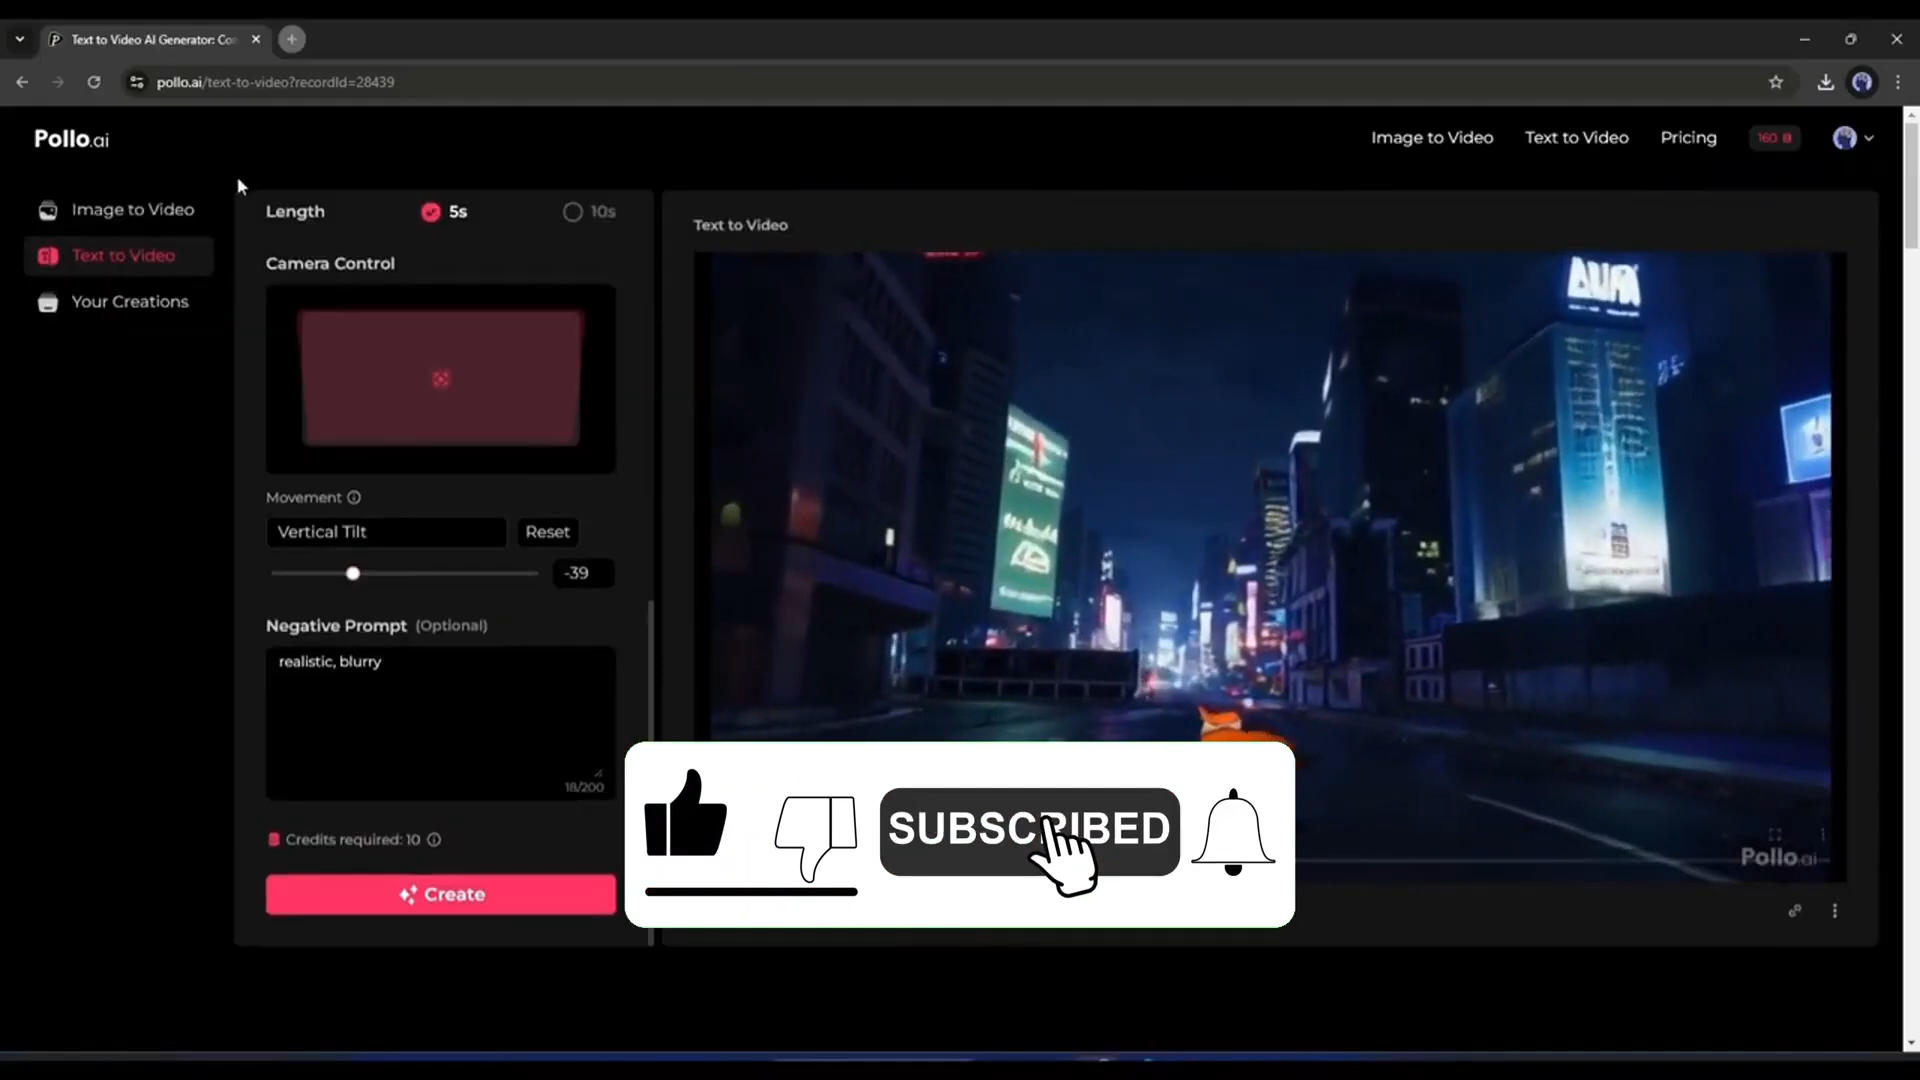 Text to Video AI Generator: Co
pollo.ai/text-to-video?recordId=28439
Pollo.ai
Image to Video
Text to Video
Pricing
160
Image to Video
Text to Video
Your Creations
Length
5s
10s
Camera Control
Movement
Vertical Tilt
Reset
-39
Negative Prompt (Optional)
realistic, blurry
18/200
Credits required: 10
Create
Text to Video
SUBSCRIBED
Pollo.ai